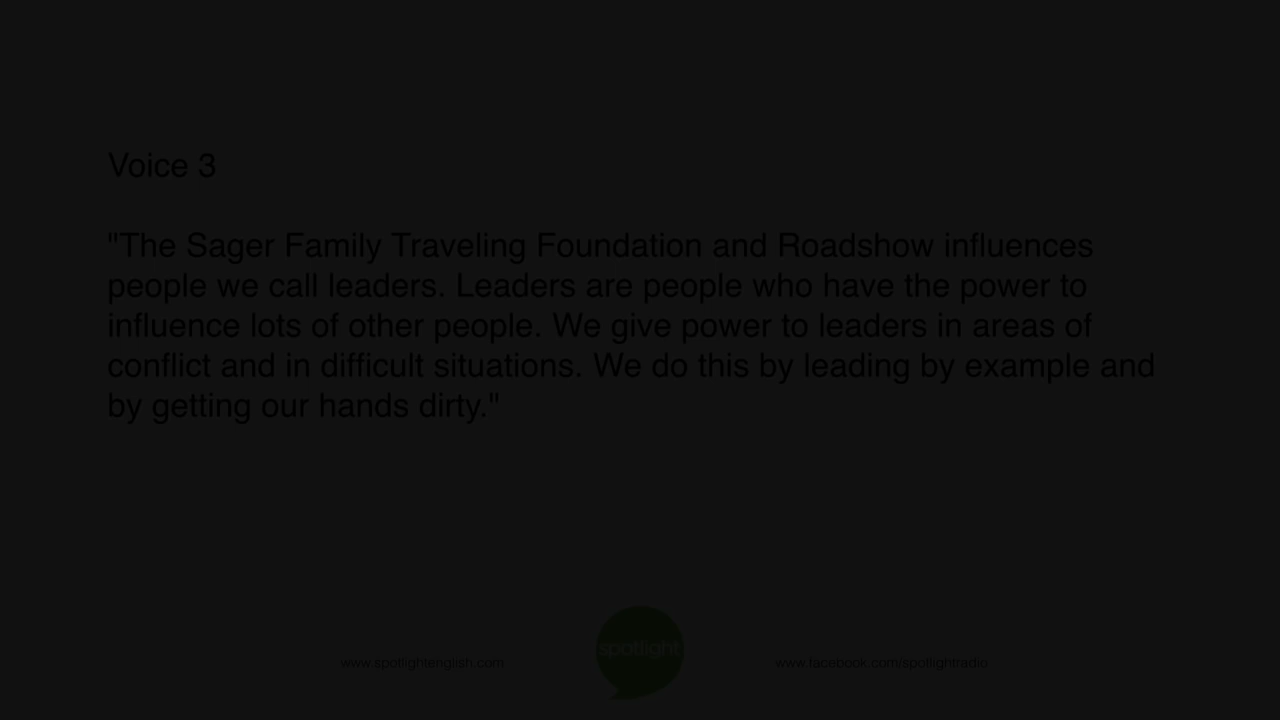 Voice 3
"The Sager Family Traveling Foundation and Roadshow influences
people we call leaders. Leaders are people who have the power to
influence lots of other people. We give power to leaders in areas of
conflict and in difficult situations. We do this by leading by example and
by getting our hands dirty."
spotlight
www.spotlightenglish.com
www.facebook.com/spotlightradio